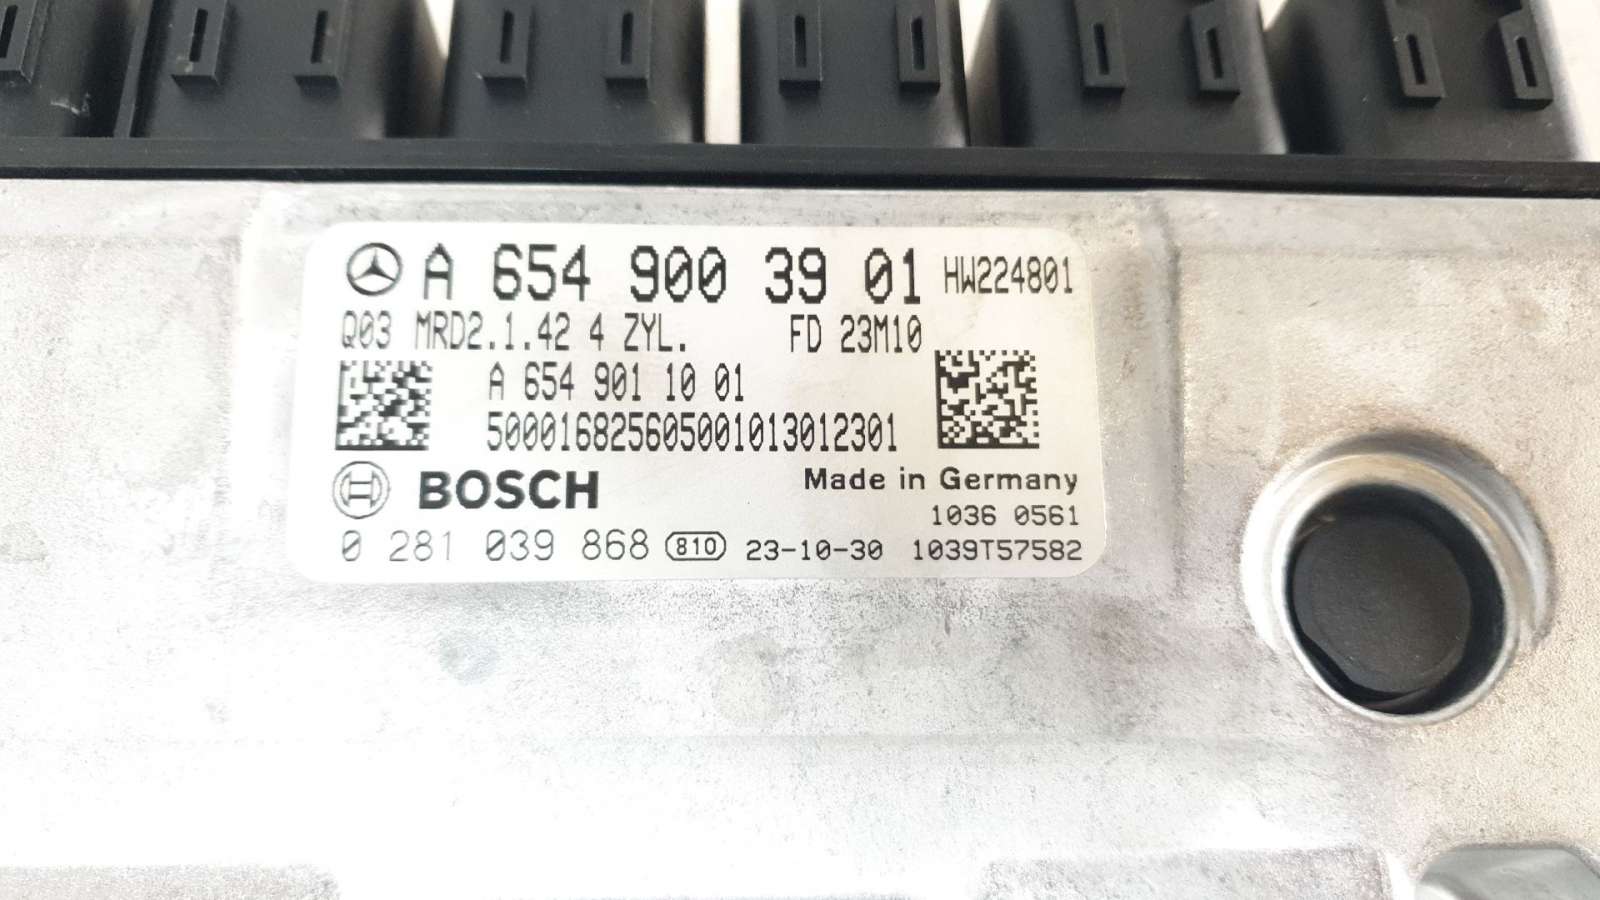 A 654 900 39 01 HW224801
Q03 MRD2.1.42 4 ZYL. FD 23M10
A 654 901 10 01
500016825605001013012301
BOSCH Made in Germany
1036 0561
0 281 039 868 810 23-10-30 1039T57582